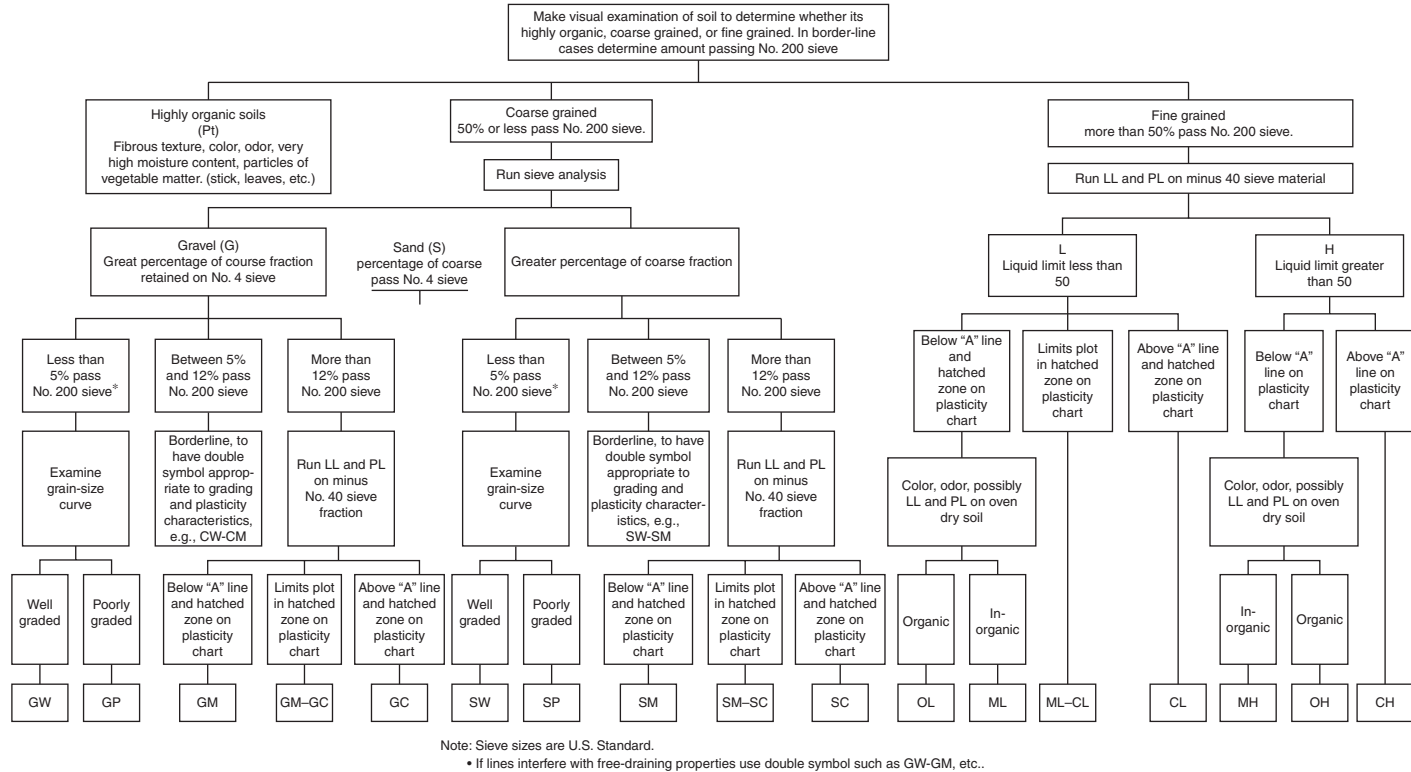 Make visual examination of soil to determine whether its
highly organic, coarse grained, or fine grained. In border-line
cases determine amount passing No. 200 sieve
Highly organic soils
(Pt)
Fibrous texture, color, odor, very
high moisture content, particles of
vegetable matter. (stick, leaves, etc.)
Coarse grained
50% or less pass No. 200 sieve.
Fine grained
more than 50% pass No. 200 sieve.
Run sieve analysis
Run LL and PL on minus 40 sieve material
Gravel (G)
Great percentage of course fraction
retained on No. 4 sieve
Sand (S)
percentage of coarse
pass No. 4 sieve
Greater percentage of coarse fraction
L
Liquid limit less than
50
H
Liquid limit greater
than 50
Less than
5% pass
No. 200 sieve*
Between 5%
and 12% pass
No. 200 sieve
More than
12% pass
No. 200 sieve
Less than
5% pass
No. 200 sieve*
Between 5%
and 12% pass
No. 200 sieve
More than
12% pass
No. 200 sieve
Below “A” line
and
hatched
zone on
plasticity
chart
Limits plot
in hatched
zone on
plasticity
chart
Above “A” line
and hatched
zone on
plasticity
chart
Below “A”
line on
plasticity
chart
Above “A”
line on
plasticity
chart
Examine
grain-size
curve
Borderline, to
have double
symbol approp-
riate to grading
and plasticity
characteristics,
e.g., CW-CM
Run LL and PL
on minus
No. 40 sieve
fraction
Examine
grain-size
curve
Borderline, to have
double symbol
appropriate to
grading and
plasticity character-
istics, e.g.,
SW-SM
Run LL and PL
on minus
No. 40 sieve
fraction
Color, odor, possibly
LL and PL on oven
dry soil
Color, odor, possibly
LL and PL on oven
dry soil
Well
graded
Poorly
graded
Below “A” line
and hatched
zone on
plasticity
chart
Limits plot
in hatched
zone on
plasticity
chart
Above “A” line
and hatched
zone on
plasticity
chart
Well
graded
Poorly
graded
Below “A” line
and hatched
zone on
plasticity
chart
Limits plot
in hatched
zone on
plasticity
chart
Above “A” line
and hatched
zone on
plasticity
chart
Organic
In-
organic
In-
organic
Organic
GW
GP
GM
GM–GC
GC
SW
SP
SM
SM–SC
SC
OL
ML
ML–CL
CL
MH
OH
CH
Note: Sieve sizes are U.S. Standard.
• If lines interfere with free-draining properties use double symbol such as GW-GM, etc..